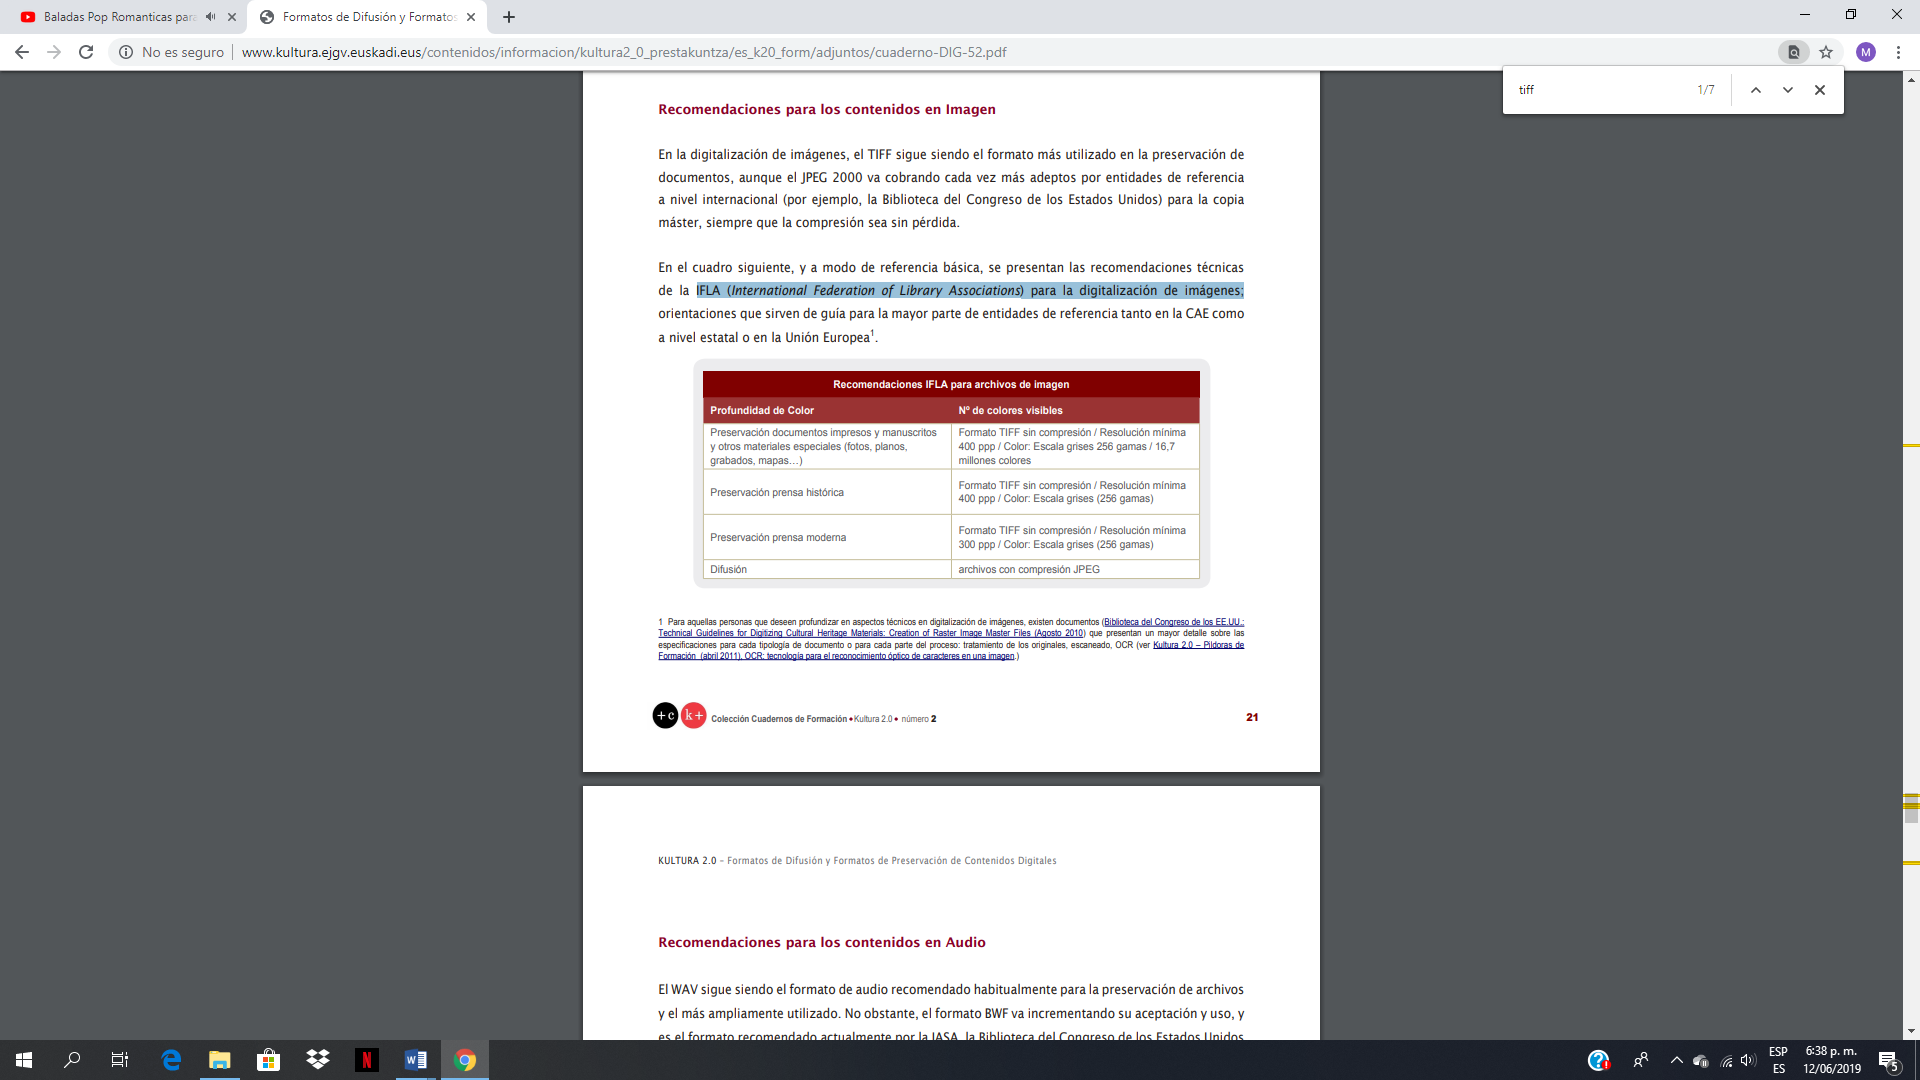 Baladas Pop Romanticas para
Formatos de Difusión y Formatos
No es seguro
www.kultura.ejgv.euskadi.eus/contenidos/informacion/kultura2_0_prestakuntza/es_k20_form/adjuntos/cuaderno-DIG-52.pdf
M
tiff
1/7
Recomendaciones para los contenidos en Imagen
En la digitalización de imágenes, el TIFF sigue siendo el formato más utilizado en la preservación de
documentos, aunque el JPEG 2000 va cobrando cada vez más adeptos por entidades de referencia
a nivel internacional (por ejemplo, la Biblioteca del Congreso de los Estados Unidos) para la copia
máster, siempre que la compresión sea sin pérdida.
En el cuadro siguiente, y a modo de referencia básica, se presentan las recomendaciones técnicas
de la IFLA (International Federation of Library Associations) para la digitalización de imágenes;
orientaciones que sirven de guía para la mayor parte de entidades de referencia tanto en la CAE como
a nivel estatal o en la Unión Europea1.
Recomendaciones IFLA para archivos de imagen
Profundidad de Color
Nº de colores visibles
Preservación documentos impresos y manuscritos
y otros materiales especiales (fotos, planos,
grabados, mapas...)
Formato TIFF sin compresión / Resolución mínima
400 ppp / Color: Escala grises 256 gamas / 16,7
millones colores
Preservación prensa histórica
Formato TIFF sin compresión / Resolución mínima
400 ppp / Color: Escala grises (256 gamas)
Preservación prensa moderna
Formato TIFF sin compresión / Resolución mínima
300 ppp / Color: Escala grises (256 gamas)
Difusión
archivos con compresión JPEG
1 Para aquellas personas que deseen profundizar en aspectos técnicos en digitalización de imágenes, existen documentos (Biblioteca del Congreso de los EE.UU.:
Technical Guidelines for Digitizing Cultural Heritage Materials: Creation of Raster Image Master Files (Agosto 2010) que presentan un mayor detalle sobre las
especificaciones para cada tipología de documento o para cada parte del proceso: tratamiento de los originales, escaneado, OCR (ver Kultura 2.0 – Píldoras de
Formación (abril 2011), OCR: tecnología para el reconocimiento óptico de caracteres en una imagen.)
+c k+ Colección Cuadernos de Formación • Kultura 2.0 • número 2
21
KULTURA 2.0 – Formatos de Difusión y Formatos de Preservación de Contenidos Digitales
Recomendaciones para los contenidos en Audio
El WAV sigue siendo el formato de audio recomendado habitualmente para la preservación de archivos
y el más ampliamente utilizado. No obstante, el formato BWF va incrementando su aceptación y uso, y
es el formato recomendado actualmente por la IASA, la Biblioteca del Congreso de los Estados Unidos
ESP
ES
6:38 p. m.
12/06/2019
5